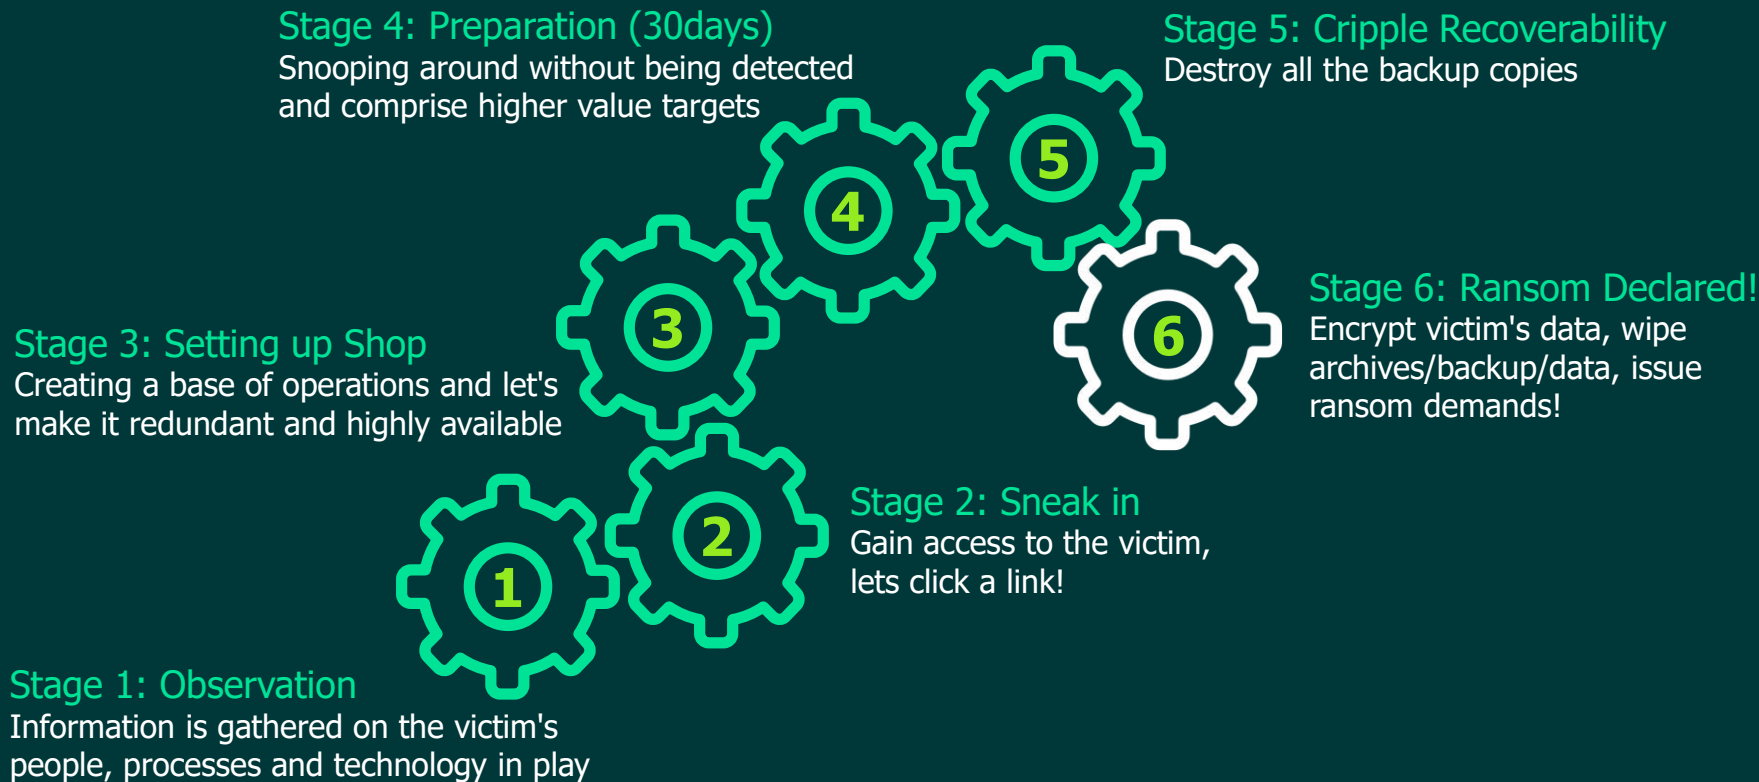 Stage 4: Preparation (30days)
Snooping around without being detected
and comprise higher value targets
Stage 5: Cripple Recoverability
Destroy all the backup copies
5
4
3
6
Stage 6: Ransom Declared!
Encrypt victim's data, wipe
archives/backup/data, issue
ransom demands!
Stage 3: Setting up Shop
Creating a base of operations and let's
make it redundant and highly available
2
1
Stage 2: Sneak in
Gain access to the victim,
lets click a link!
Stage 1: Observation
Information is gathered on the victim's
people, processes and technology in play